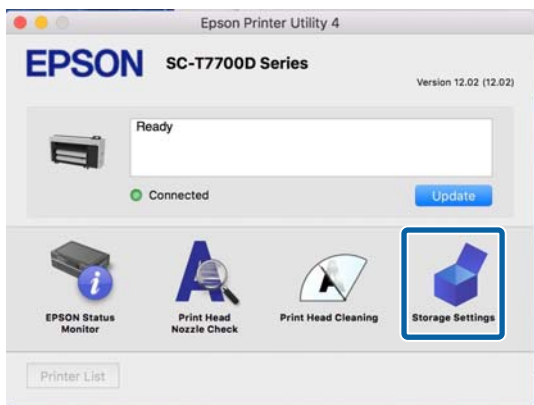 Epson Printer Utility 4
EPSON SC-T7700D Series
Version 12.02 (12.02)
Ready
Connected
Update
EPSON Status
Monitor
Print Head
Nozzle Check
Print Head Cleaning
Storage Settings
Printer List